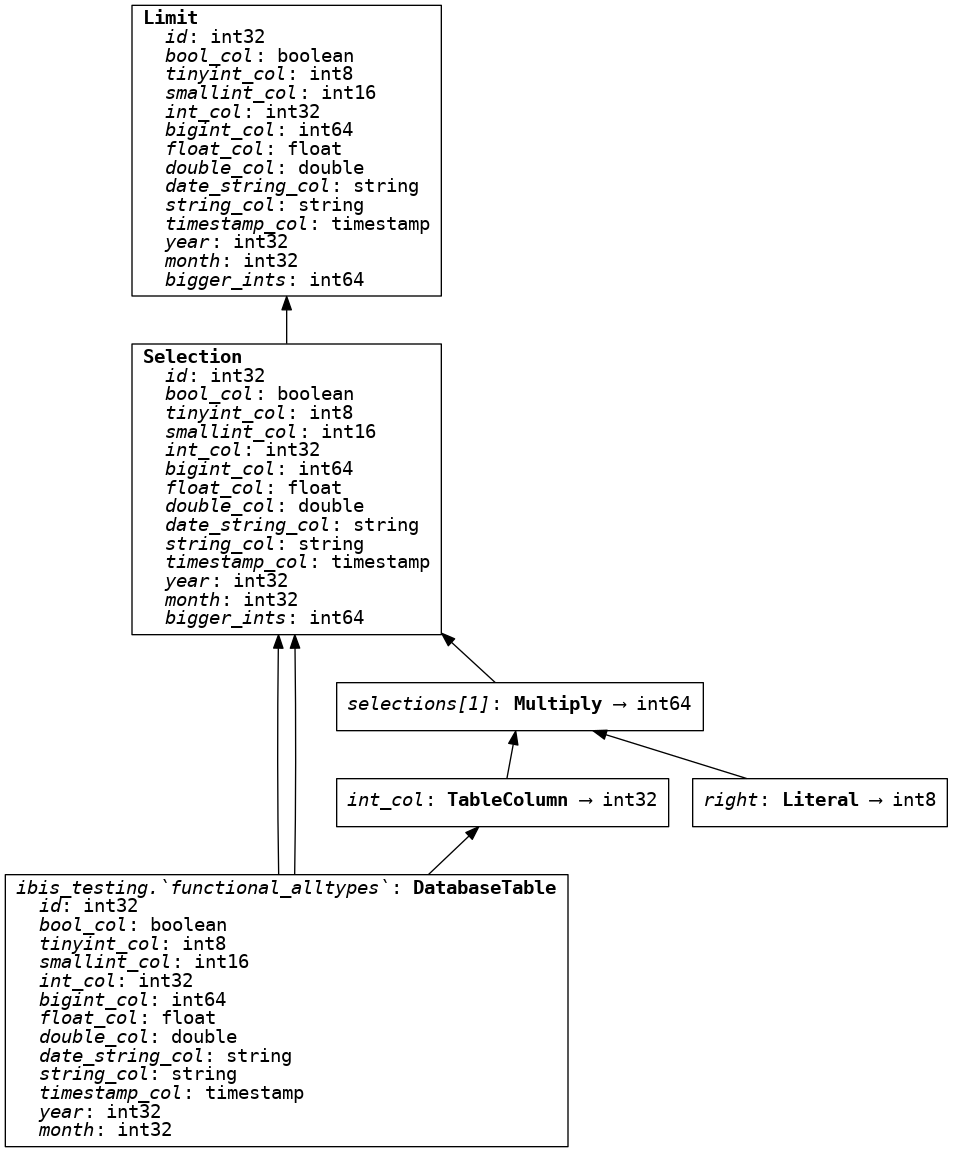 Limit
id: int32
bool_col: boolean
tinyint_col: int8
smallint_col: int16
int_col: int32
bigint_col: int64
float_col: float
double_col: double
date_string_col: string
string_col: string
timestamp_col: timestamp
year: int32
month: int32
bigger_ints: int64
Selection
id: int32
bool_col: boolean
tinyint_col: int8
smallint_col: int16
int_col: int32
bigint_col: int64
float_col: float
double_col: double
date_string_col: string
string_col: string
timestamp_col: timestamp
year: int32
month: int32
bigger_ints: int64
selections[1]: Multiply → int64
int_col: TableColumn → int32
right: Literal → int8
ibis_testing.`functional_alltypes`: DatabaseTable
id: int32
bool_col: boolean
tinyint_col: int8
smallint_col: int16
int_col: int32
bigint_col: int64
float_col: float
double_col: double
date_string_col: string
string_col: string
timestamp_col: timestamp
year: int32
month: int32